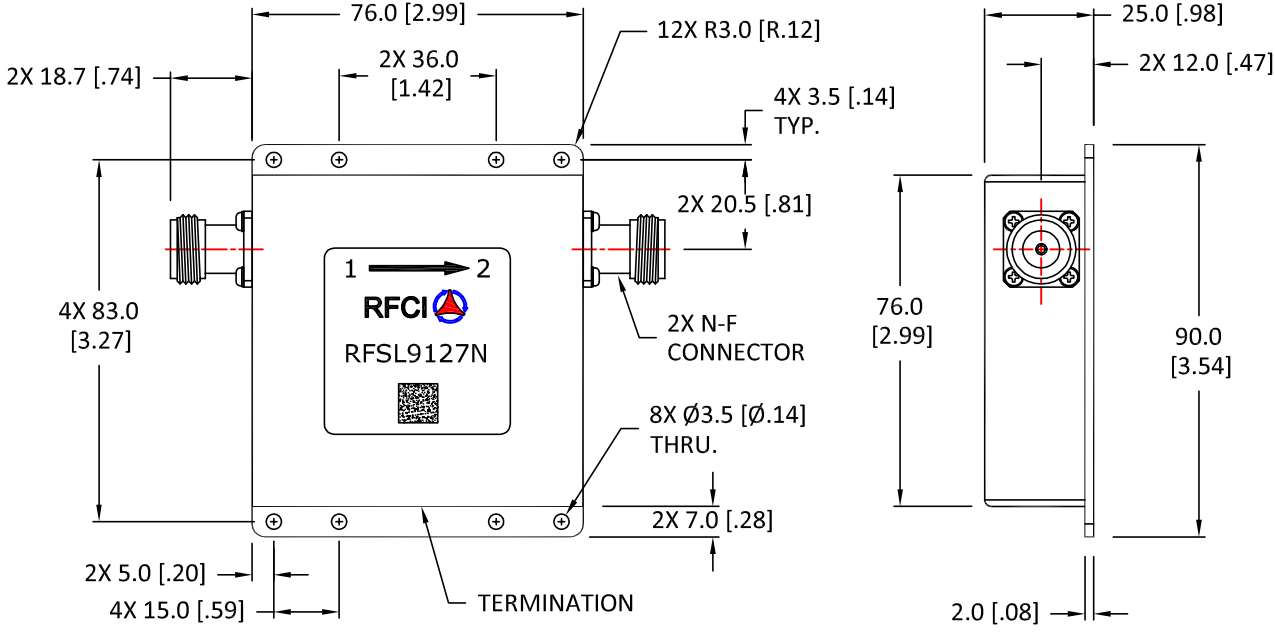 76.0 [2.99]
25.0 [.98]
12X R3.0 [R.12]
2X 36.0
[1.42]
2X 18.7 [.74]
2X 12.0 [.47]
4X 3.5 [.14]
TYP.
2X 20.5 [.81]
1 2
RFCI
RFSL9127N
4X 83.0
[3.27]
2X N-F
CONNECTOR
76.0
[2.99]
90.0
[3.54]
8X Ø3.5 [Ø.14]
THRU.
2X 7.0 [.28]
2X 5.0 [.20]
4X 15.0 [.59]
TERMINATION
2.0 [.08]